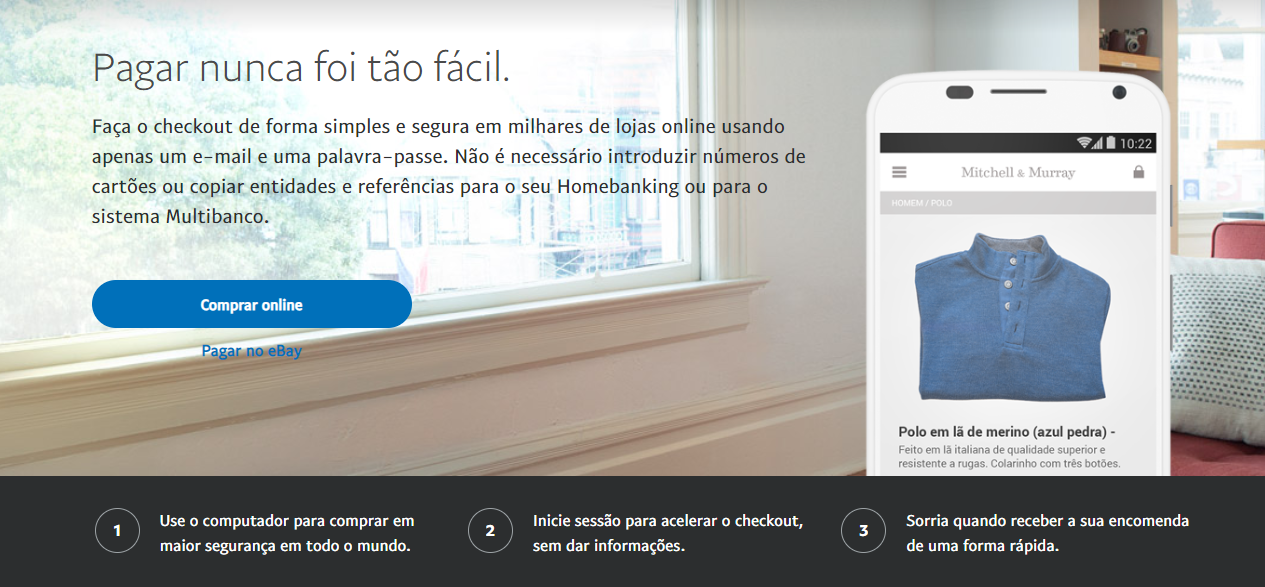 Pagar nunca foi tão fácil.
Faça o checkout de forma simples e segura em milhares de lojas online usando
apenas um e-mail e uma palavra-passe. Não é necessário introduzir números de
cartões ou copiar entidades e referências para o seu Homebanking ou para o
sistema Multibanco.
Comprar online
Pagar no eBay
10:22
Mitchell & Murray
HOMEM / POLO
Polo em lã de merino (azul pedra) -
Feito em lã italiana de qualidade superior e
resistente a rugas. Colarinho com três botões.
1
Use o computador para comprar em
maior segurança em todo o mundo.
2
Inicie sessão para acelerar o checkout,
sem dar informações.
3
Sorria quando receber a sua encomenda
de uma forma rápida.